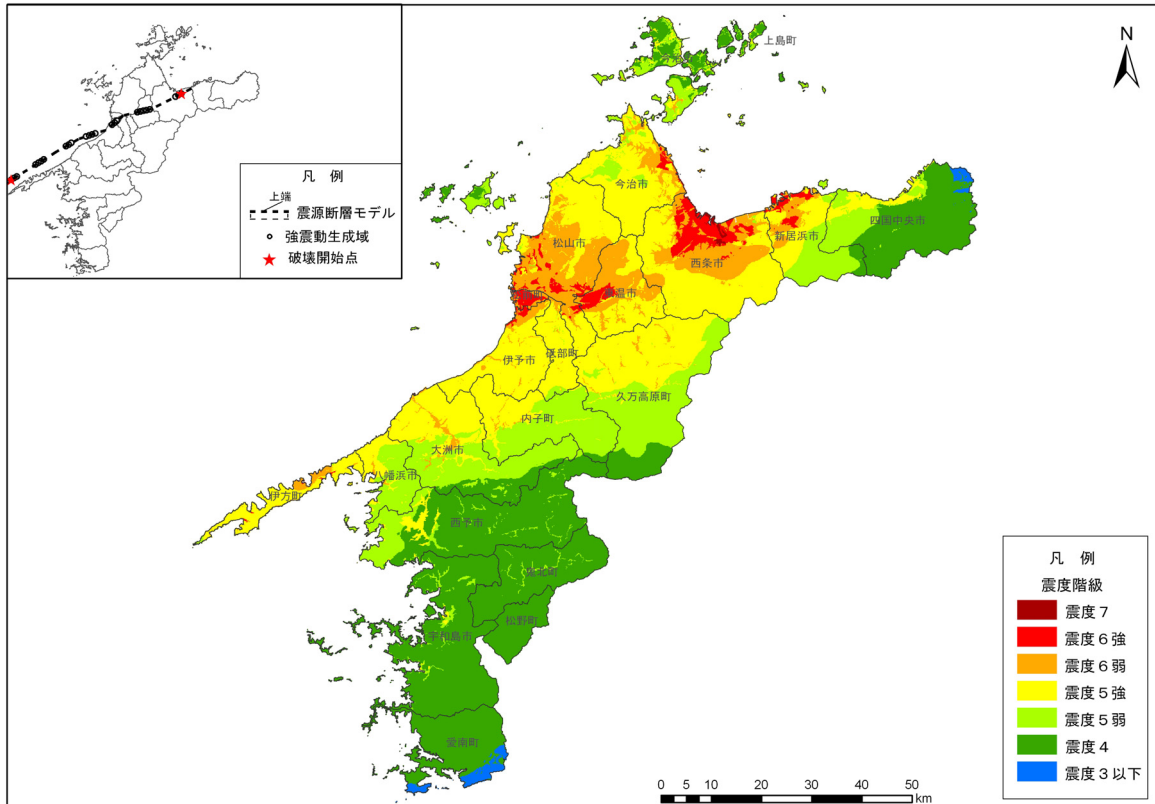 凡 例
上端
震源断層モデル
強震動生成域
破壊開始点
N
上島町
今治市
四国中央市
新居浜市
松山市
西条市
東温市
伊予市
砥部町
久万高原町
内子町
大洲市
八幡浜市
伊方町
西予市
鬼北町
松野町
宇和島市
愛南町
凡 例
震度階級
震度７
震度６強
震度６弱
震度５強
震度５弱
震度４
震度３以下
0 5 10 20 30 40 50
km